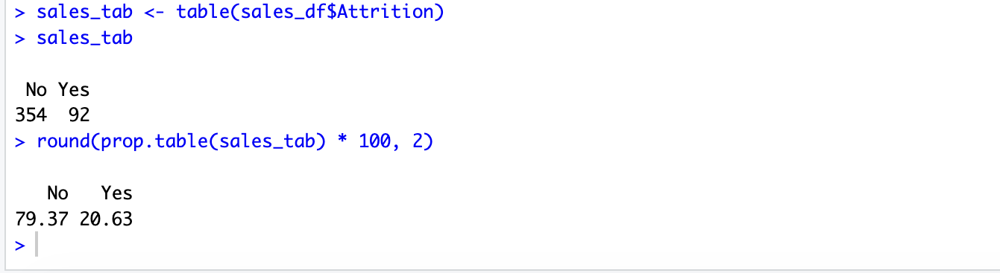 > sales_tab <- table(sales_df$Attrition)
> sales_tab
No Yes
354 92
> round(prop.table(sales_tab) * 100, 2)
No Yes
79.37 20.63
>